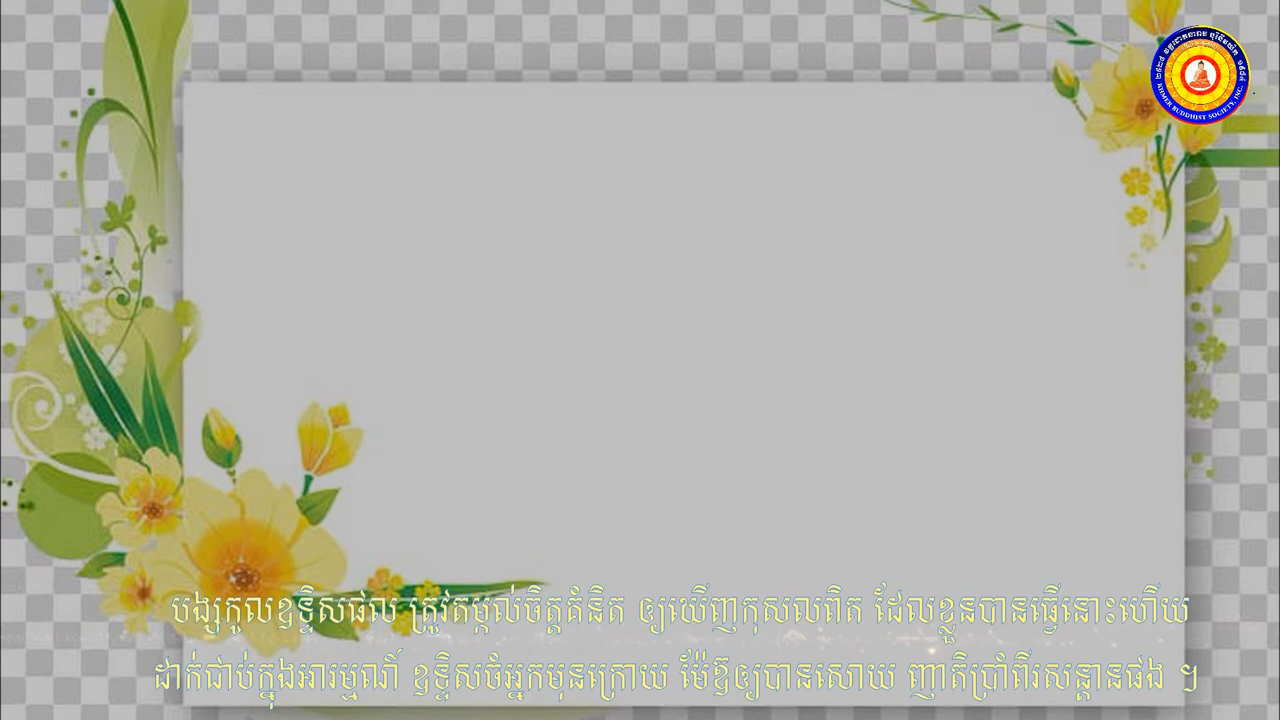 KHMER BUDDHIST SOCIETY, INC.
បង្សុកូលឧទ្ទិសផល ត្រូវតម្កល់ចិត្តគំនិត ឲ្យឃើញកុសលពិត ដែលខ្លួនបានធ្វើនោះហើយ
ដាក់ជាប់ក្នុងអារម្មណ៍ ឧទ្ទិសចំអ្នកមុនក្រោយ ម៉ែឪឲ្យបានសោយ ញាតិប្រាំពីរសន្តានផង ។